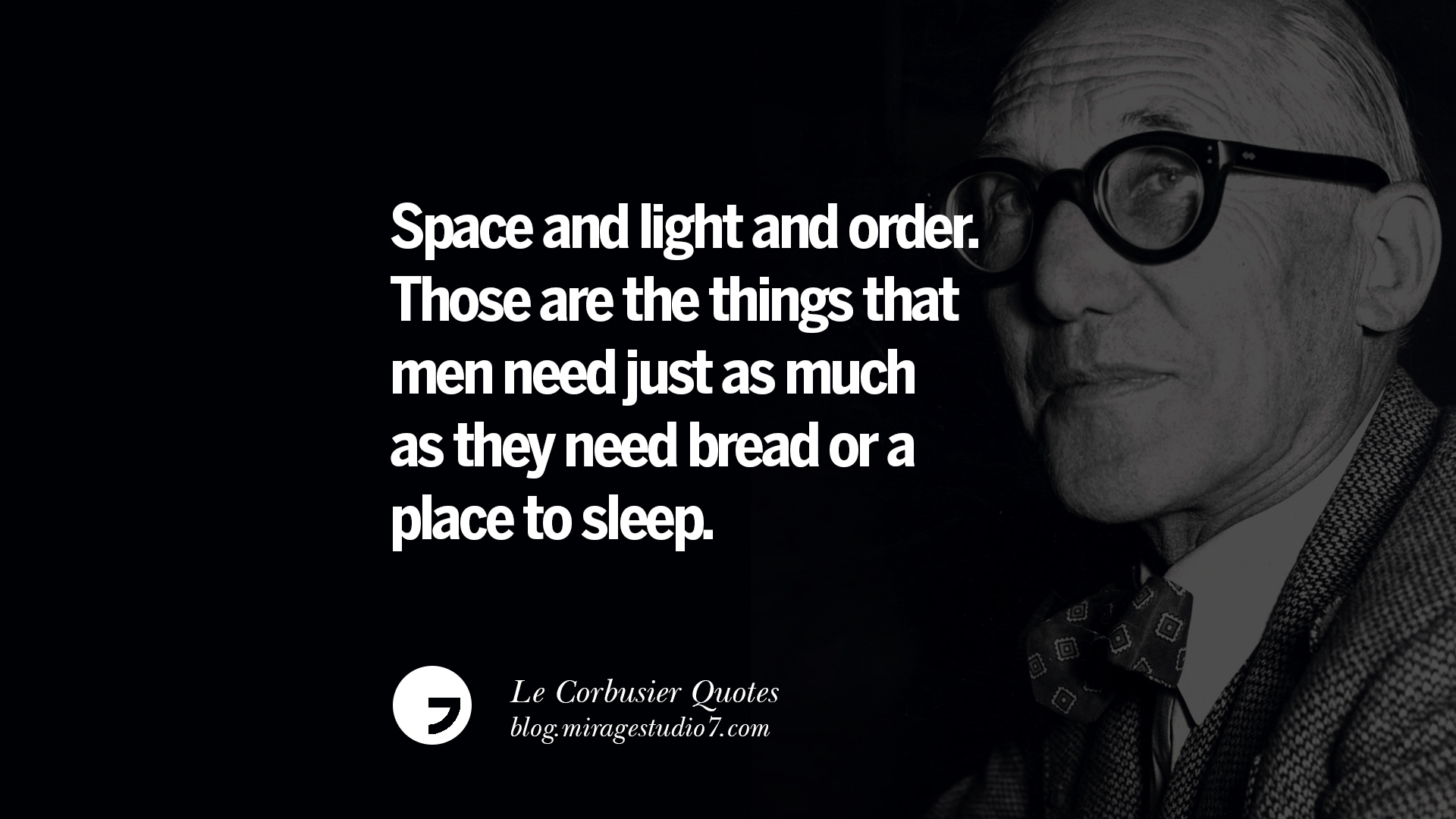 Space and light and order.
Those are the things that
men need just as much
as they need bread or a
place to sleep.
Le Corbusier Quotes
blog.miragestudio7.com